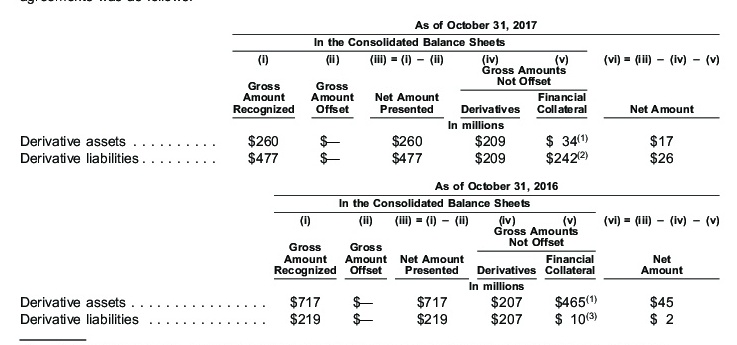 agreements was as follows:
As of October 31, 2017
In the Consolidated Balance Sheets
(i) (ii) (iii) = (i) – (ii) (iv) (v) (vi) = (iii) – (iv) – (v)
Gross Amounts
Not Offset
Gross Gross
Amount Amount Net Amount Financial
Recognized Offset Presented Derivatives Collateral Net Amount
In millions
Derivative assets . . . . . . . . . . $260 $— $260 $209 $ 34(1) $17
Derivative liabilities . . . . . . . . . $477 $— $477 $209 $242(2) $26
As of October 31, 2016
In the Consolidated Balance Sheets
(i) (ii) (iii) = (i) – (ii) (iv) (v) (vi) = (iii) – (iv) – (v)
Gross Amounts
Not Offset
Gross Gross
Amount Amount Net Amount Financial Net
Recognized Offset Presented Derivatives Collateral Amount
In millions
Derivative assets . . . . . . . . . . . . . . . . $717 $— $717 $207 $465(1) $45
Derivative liabilities . . . . . . . . . . . . . . $219 $— $219 $207 $ 10(3) $ 2